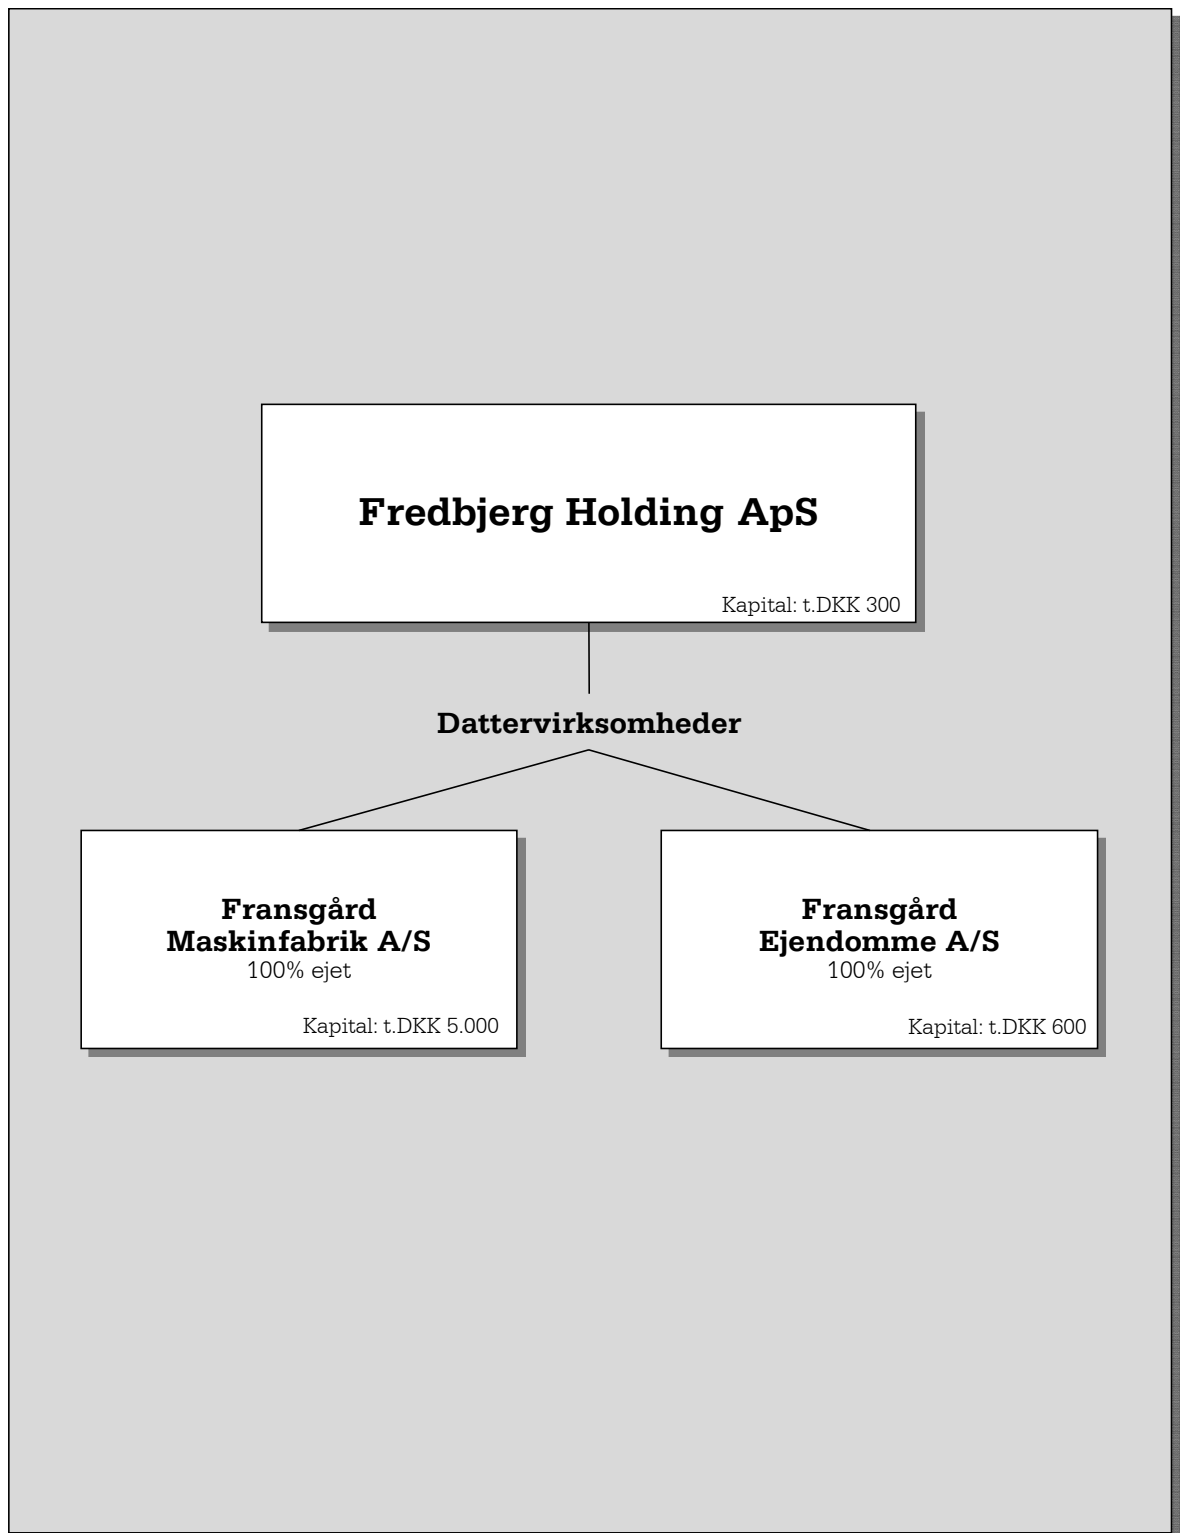 Fredbjerg Holding ApS
Kapital: t.DKK 300
Dattervirksomheder
Fransgård
Maskinfabrik A/S
100% ejet
Kapital: t.DKK 5.000
Fransgård
Ejendomme A/S
100% ejet
Kapital: t.DKK 600